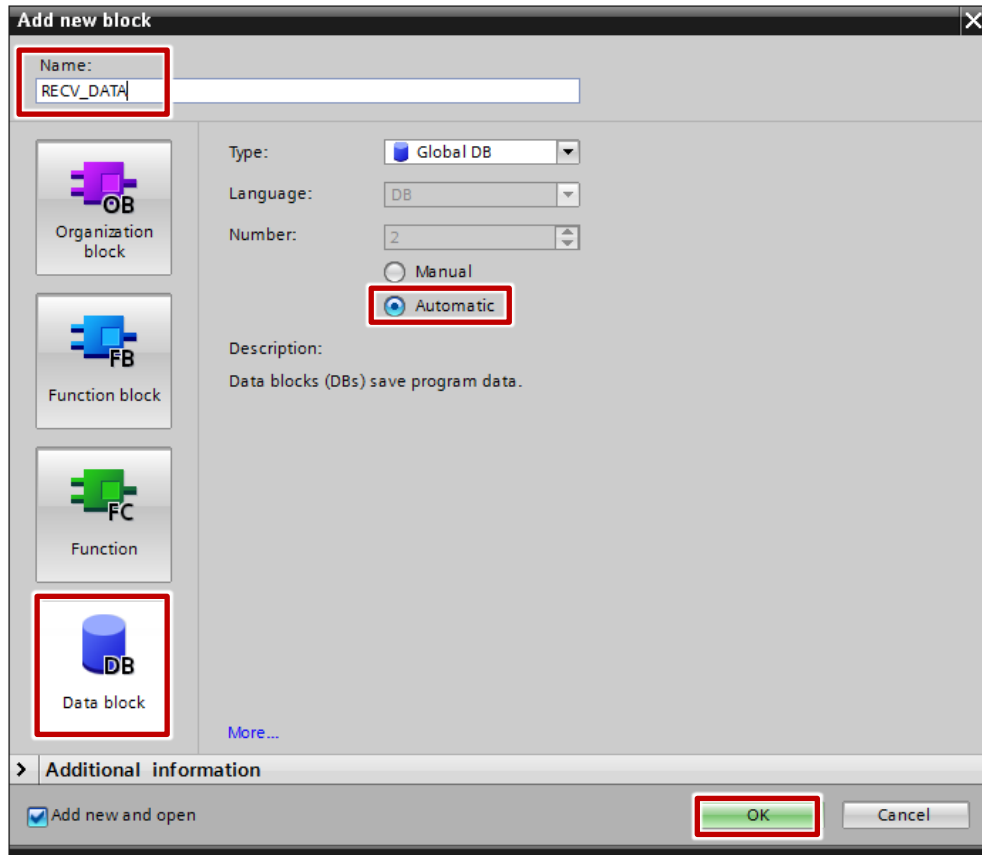 Add new block
Name:
RECV_DATA
OB
Organization
block
FB
Function block
FC
Function
DB
Data block
Type:
Global DB
Language:
DB
Number:
2
Manual
Automatic
Description:
Data blocks (DBs) save program data.
More...
Additional information
Add new and open
OK
Cancel